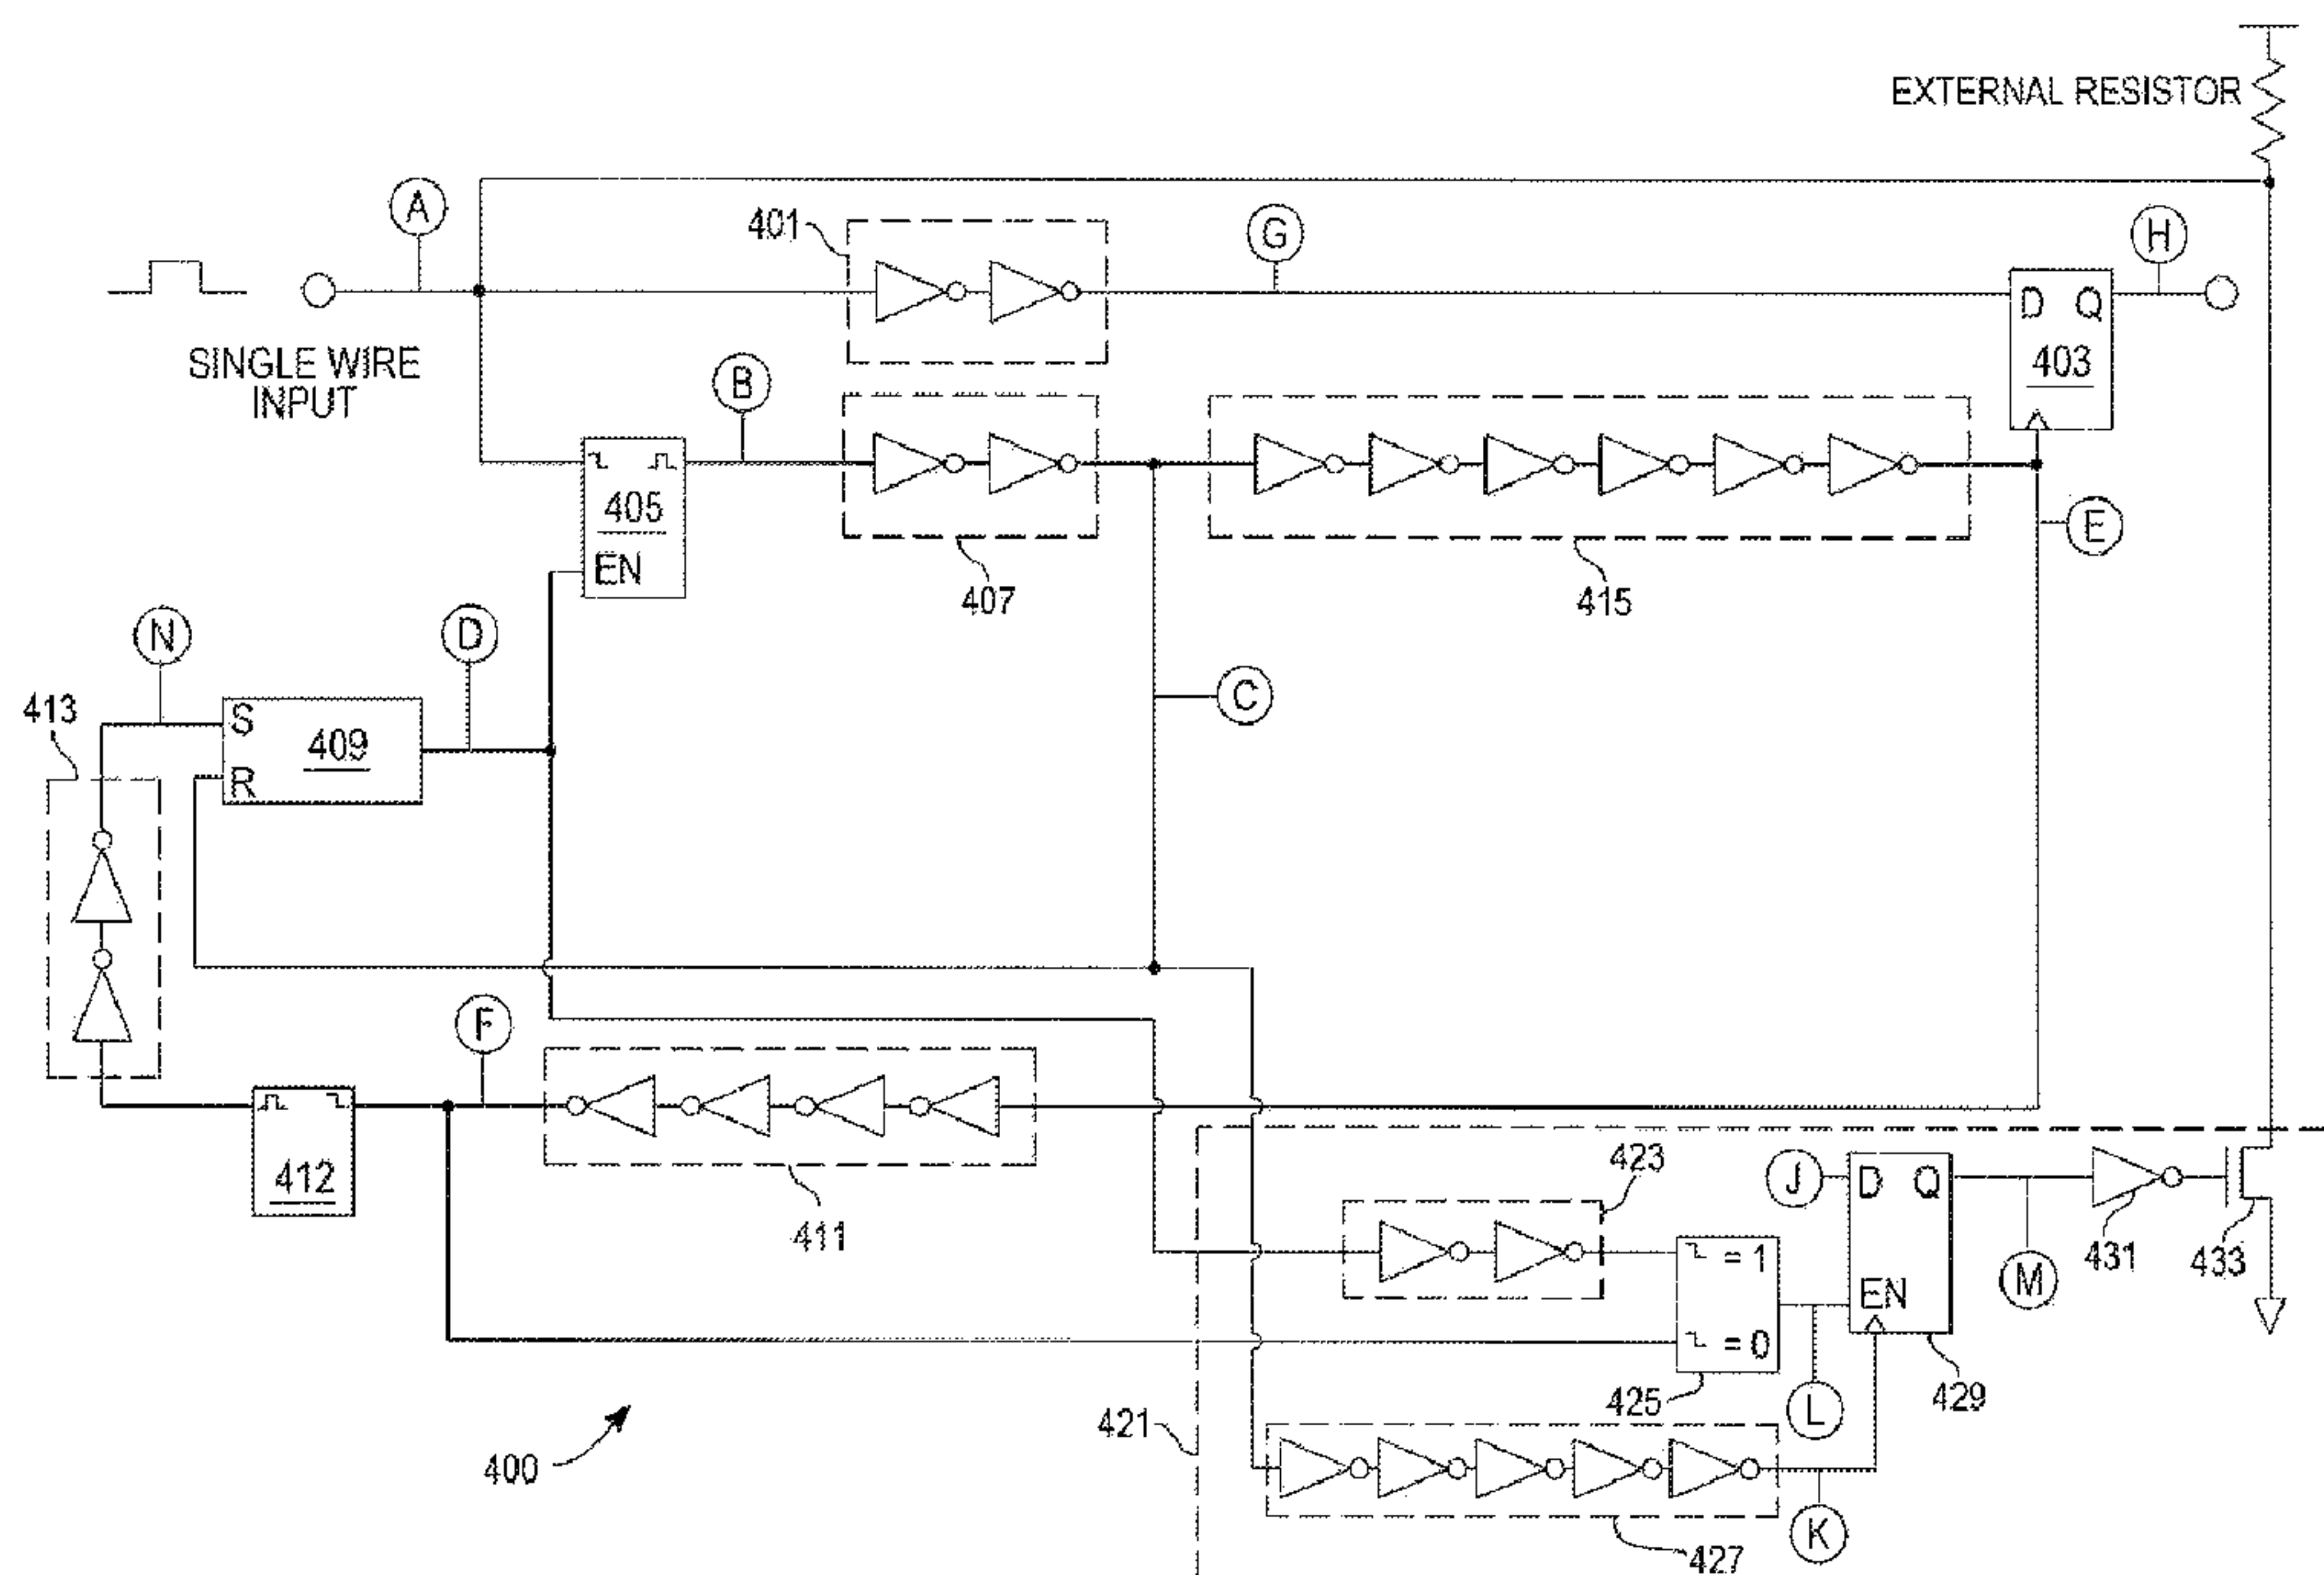 EXTERNAL RESISTOR
A
401
G
H
D Q
403
SINGLE WIRE
INPUT
B
405
EN
407
415
E
N
D
C
413
S
409
R
F
412
411
423
J
D Q
= 1
EN
431
433
M
= 0
425
L
429
421
400
K
427